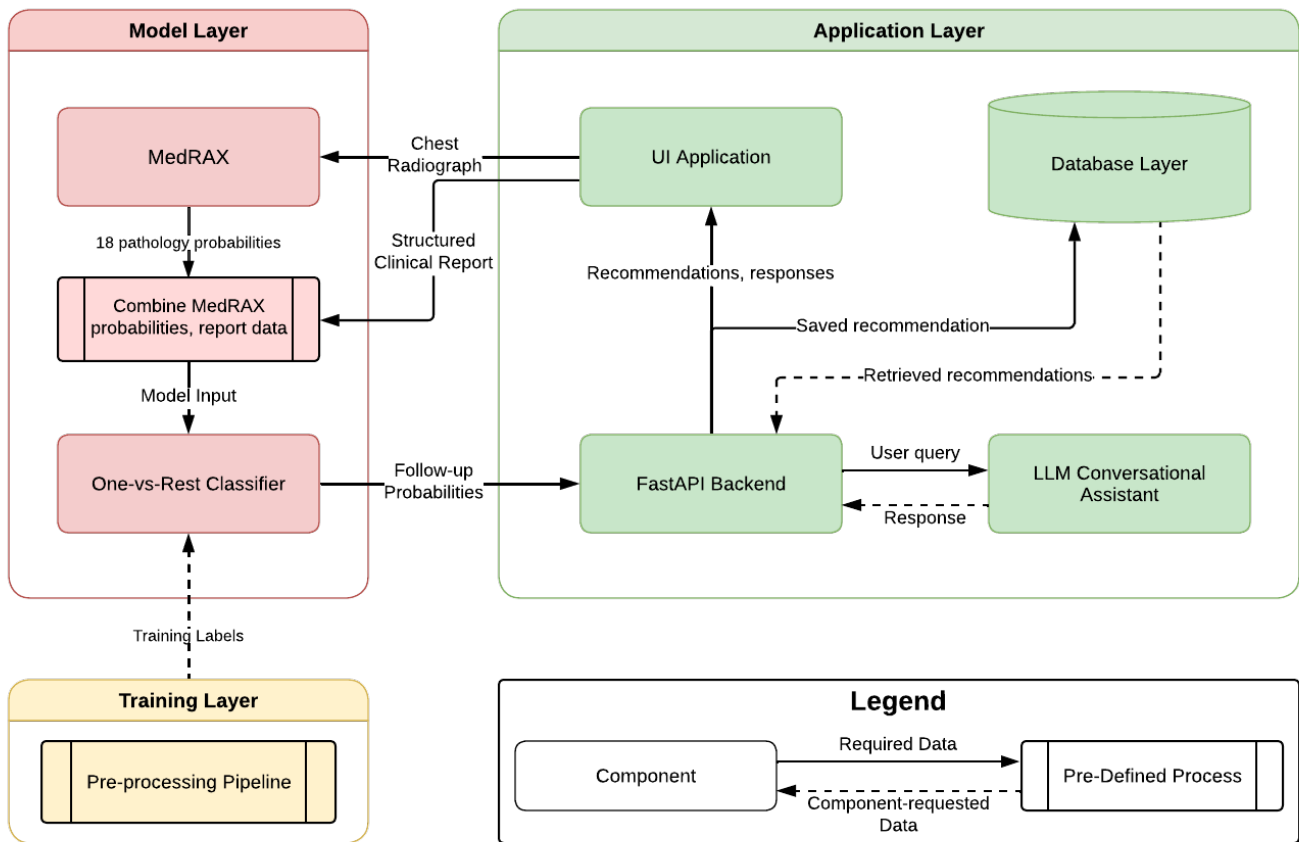 Model Layer
Application Layer
MedRAX
Chest
Radiograph
UI Application
Database Layer
18 pathology probabilities
Structured
Clinical Report
Recommendations, responses
Combine MedRAX
probabilities, report data
Saved recommendation
Model Input
Retrieved recommendations
One-vs-Rest Classifier
Follow-up
Probabilities
FastAPI Backend
User query
Response
LLM Conversational
Assistant
Training Labels
Training Layer
Pre-processing Pipeline
Legend
Component
Required Data
Component-requested
Data
Pre-Defined Process